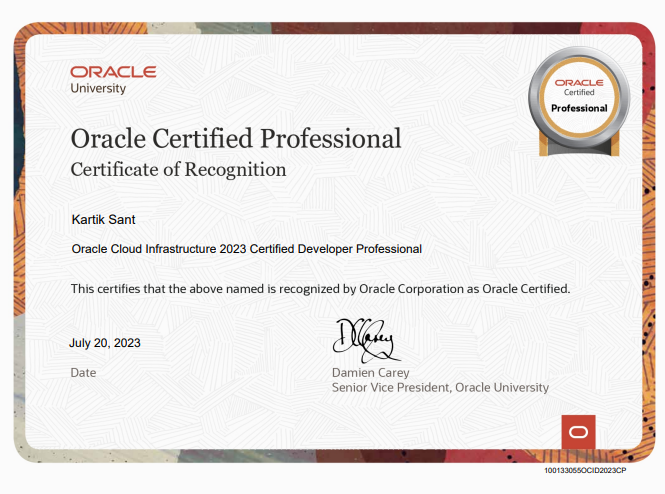 ORACLE
University
ORACLE
Certified
Professional
Oracle Certified Professional
Certificate of Recognition
Kartik Sant
Oracle Cloud Infrastructure 2023 Certified Developer Professional
This certifies that the above named is recognized by Oracle Corporation as Oracle Certified.
DCarey
July 20, 2023
Date
Damien Carey
Senior Vice President, Oracle University
100133055OCID2023CP